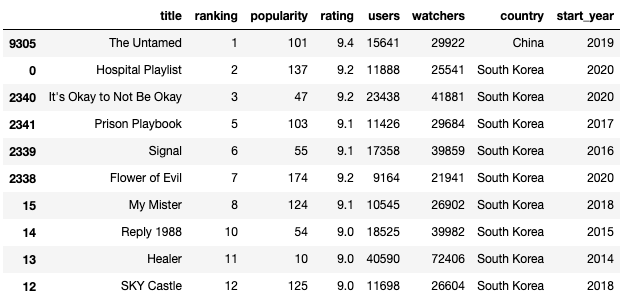 title ranking popularity rating users watchers country start_year
9305 The Untamed 1 101 9.4 15641 29922 China 2019
0 Hospital Playlist 2 137 9.2 11888 25541 South Korea 2020
2340 It's Okay to Not Be Okay 3 47 9.2 23438 41881 South Korea 2020
2341 Prison Playbook 5 103 9.1 11426 29684 South Korea 2017
2339 Signal 6 55 9.1 17358 39859 South Korea 2016
2338 Flower of Evil 7 174 9.2 9164 21941 South Korea 2020
15 My Mister 8 124 9.1 10545 26902 South Korea 2018
14 Reply 1988 10 54 9.0 18525 39982 South Korea 2015
13 Healer 11 10 9.0 40590 72406 South Korea 2014
12 SKY Castle 12 125 9.0 11698 26604 South Korea 2018